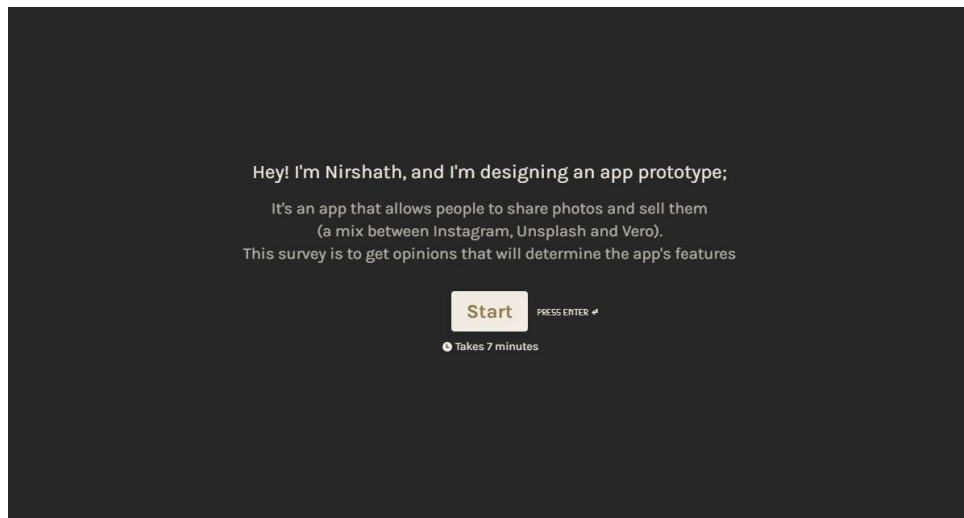 Hey! I'm Nirshath, and I'm designing an app prototype;
It's an app that allows people to share photos and sell them
(a mix between Instagram, Unsplash and Vero).
This survey is to get opinions that will determine the app's features
Start
PRESS ENTER ↵
Takes 7 minutes